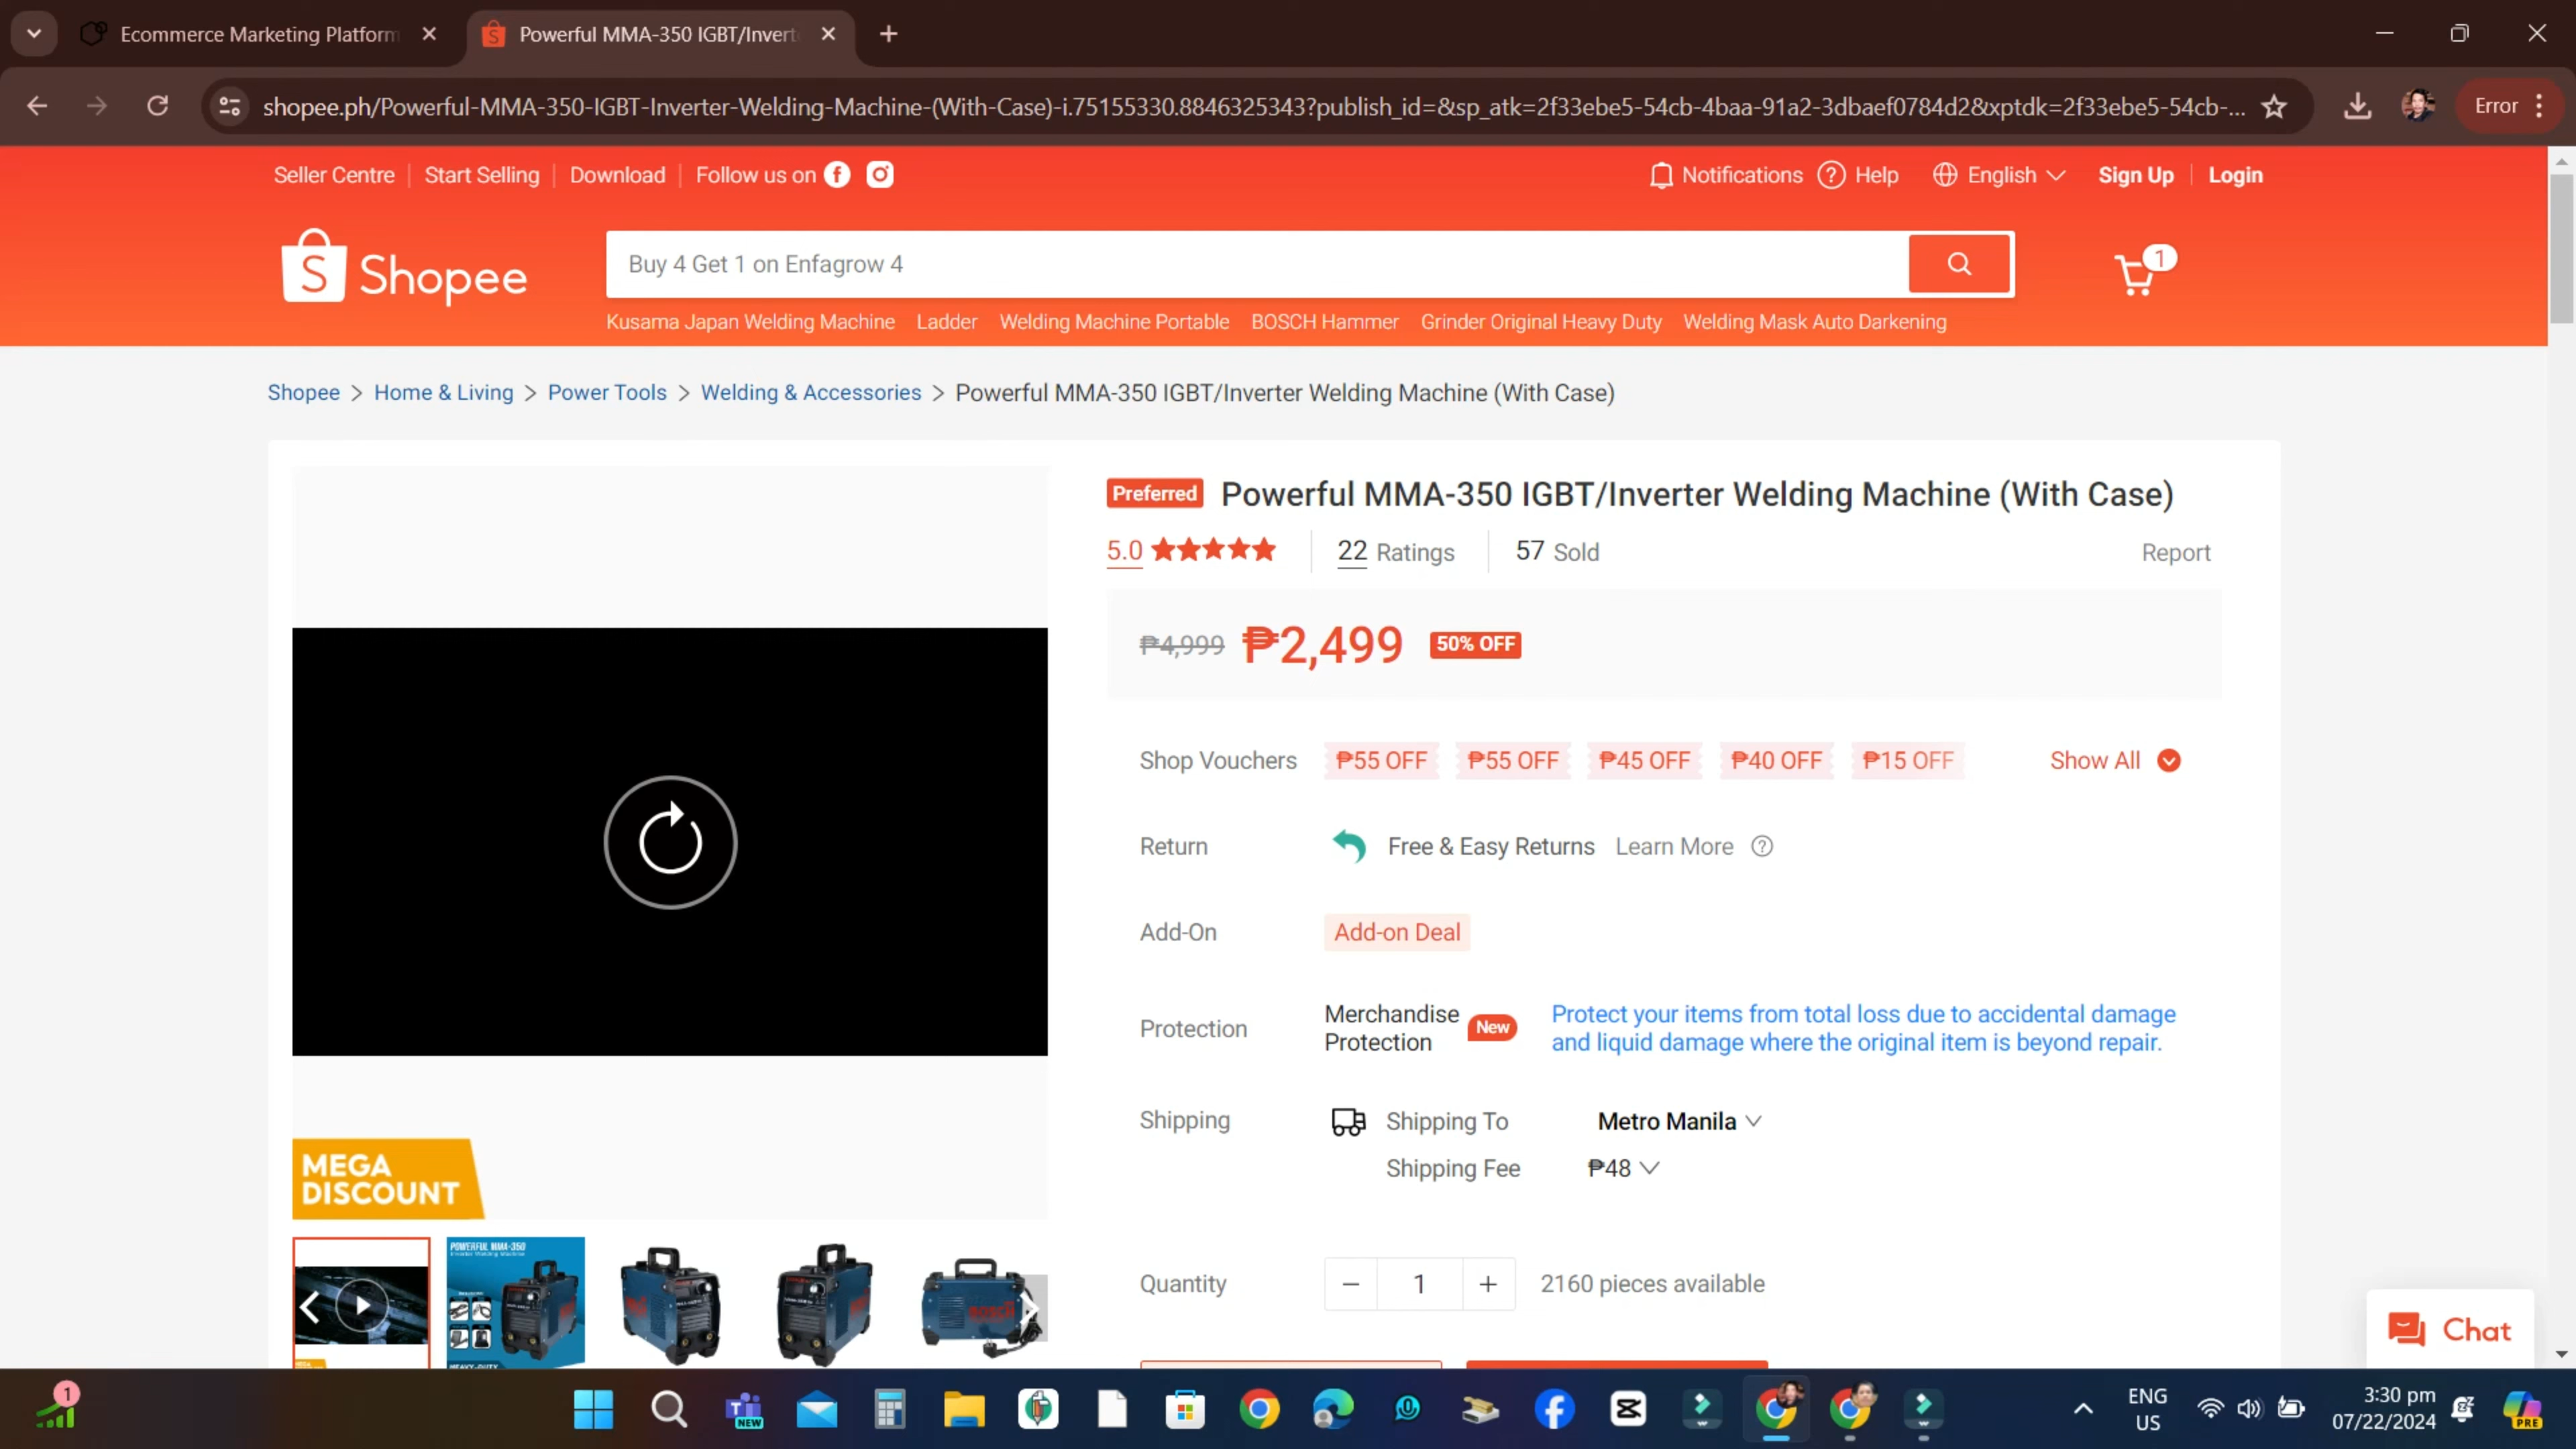 Ecommerce Marketing Platform
Powerful MMA-350 IGBT/Invert
shopee.ph/Powerful-MMA-350-IGBT-Inverter-Welding-Machine-(With-Case)-i.75155330.8846325343?publish_id=&sp_atk=2f33ebe5-54cb-4baa-91a2-3dbaef0784d2&xptdk=2f33ebe5-54cb-...
Error
Seller Centre
Start Selling
Download
Follow us on
Notifications
Help
English
Sign Up
Login
Shopee
Buy 4 Get 1 on Enfagrow 4
1
Kusama Japan Welding Machine
Ladder
Welding Machine Portable
BOSCH Hammer
Grinder Original Heavy Duty
Welding Mask Auto Darkening
Shopee > Home & Living > Power Tools > Welding & Accessories > Powerful MMA-350 IGBT/Inverter Welding Machine (With Case)
Preferred
Powerful MMA-350 IGBT/Inverter Welding Machine (With Case)
5.0
22 Ratings
57 Sold
Report
₱4,999
₱2,499
50% OFF
Shop Vouchers
₱55 OFF
₱55 OFF
₱45 OFF
₱40 OFF
₱15 OFF
Show All
Return
Free & Easy Returns
Learn More
Add-On
Add-on Deal
Protection
Merchandise
Protection
New
Protect your items from total loss due to accidental damage
and liquid damage where the original item is beyond repair.
Shipping
Shipping To
Metro Manila
Shipping Fee
₱48
MEGA
DISCOUNT
POWERFUL MMA-350
BOSCH
HEAVY-DUTY
Quantity
1
2160 pieces available
Chat
1
NEW
ENG
US
3:30 pm
07/22/2024
PRE